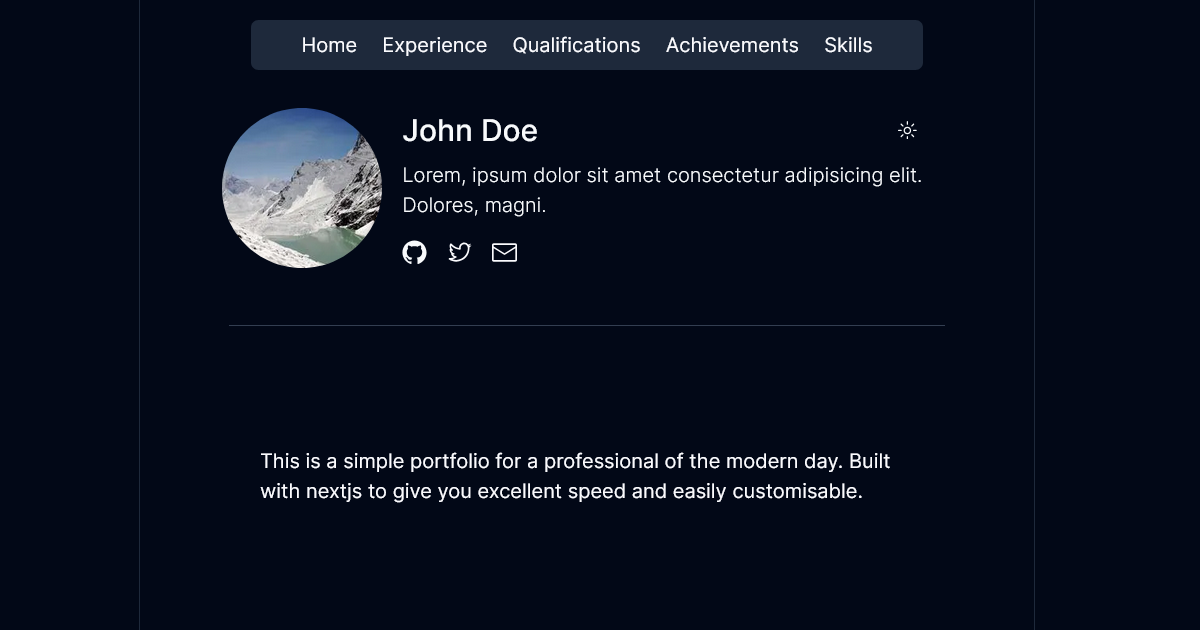 Home Experience Qualifications Achievements Skills
John Doe
Lorem, ipsum dolor sit amet consectetur adipisicing elit.
Dolores, magni.
This is a simple portfolio for a professional of the modern day. Built
with nextjs to give you excellent speed and easily customisable.